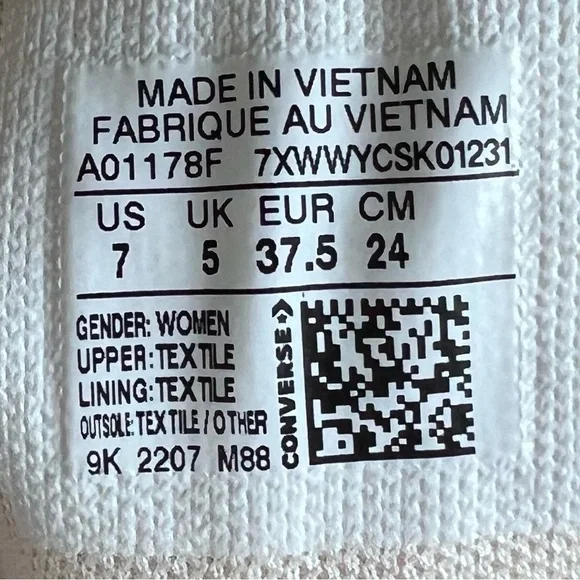 MADE IN VIETNAM
FABRIQUE AU VIETNAM
A01178F 7XWWYCSK01231
US UK EUR CM
7 5 37.5 24
GENDER: WOMEN
UPPER: TEXTILE
LINING: TEXTILE
OUTSOLE: TEXTILE / OTHER
9K 2207 M88
CONVERSE